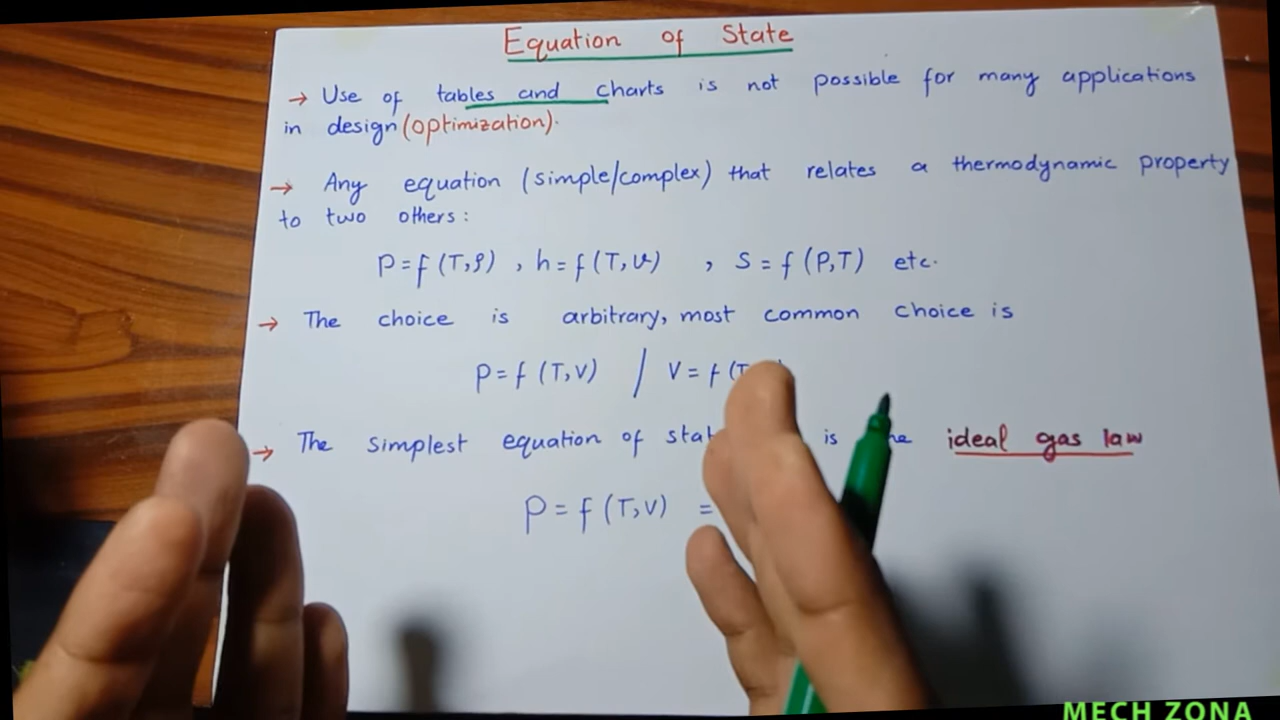 Equation of State
→ Use of tables and charts is not possible for many applications
in design (optimization).
→ Any equation (simple/complex) that relates a thermodynamic property
to two others:
P = f (T,ρ) , h = f (T,v) , S = f (P,T) etc.
→ The choice is arbitrary, most common choice is
P = f (T,V) / V = f (T
→ The simplest equation of is ideal gas law
P = f (T,V) =
MECH ZONA